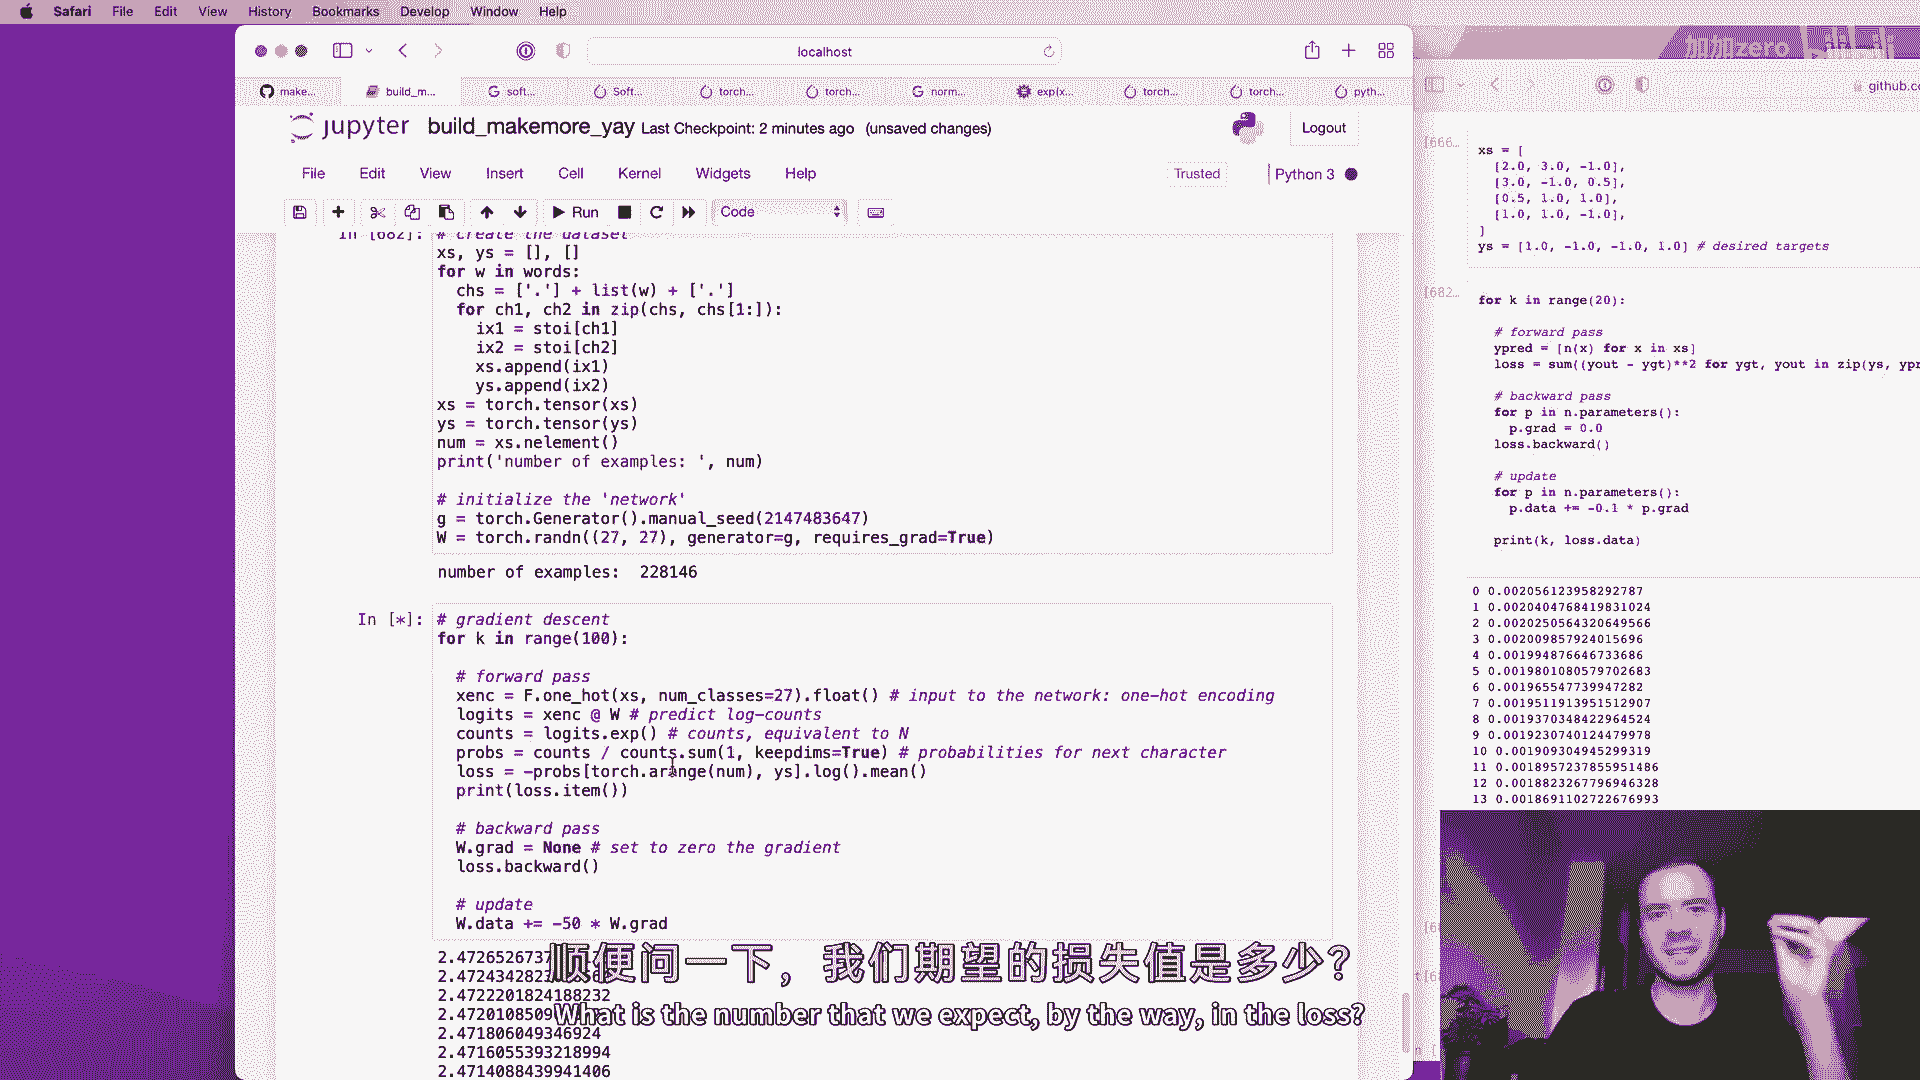 Safari File Edit View History Bookmarks Develop Window Help
localhost
make... build_m... soft... Soft... torch... torch... norm... exp(x... torch... torch... pyth...
jupyter build_makemore_yay Last Checkpoint: 2 minutes ago (unsaved changes)
Logout
File Edit View Insert Cell Kernel Widgets Help
Trusted Python 3
Run Code
In [682]: # create the dataset
xs, ys = [], []
for w in words:
chs = ['.'] + list(w) + ['.']
for ch1, ch2 in zip(chs, chs[1:]):
ix1 = stoi[ch1]
ix2 = stoi[ch2]
xs.append(ix1)
ys.append(ix2)
xs = torch.tensor(xs)
ys = torch.tensor(ys)
num = xs.nelement()
print('number of examples: ', num)
# initialize the 'network'
g = torch.Generator().manual_seed(2147483647)
W = torch.randn((27, 27), generator=g, requires_grad=True)
number of examples: 228146
In [*]: # gradient descent
for k in range(100):
# forward pass
xenc = F.one_hot(xs, num_classes=27).float() # input to the network: one-hot encoding
logits = xenc @ W # predict log-counts
counts = logits.exp() # counts, equivalent to N
probs = counts / counts.sum(1, keepdims=True) # probabilities for next character
loss = -probs[torch.arange(num), ys].log().mean()
print(loss.item())
# backward pass
W.grad = None # set to zero the gradient
loss.backward()
# update
W.data += -50 * W.grad
2.47265267
2.4724342823
2.4722201824188232
2.472010850
2.471806049346924
2.4716055393218994
2.4714088439941406
顺便问一下，我们期望的损失值是多少？
What is the number that we expect, by the way, in the loss?
加加zero bilibili
github.co
[666...
xs = [
[2.0, 3.0, -1.0],
[3.0, -1.0, 0.5],
[0.5, 1.0, 1.0],
[1.0, 1.0, -1.0],
]
ys = [1.0, -1.0, -1.0, 1.0] # desired targets
[682...
for k in range(20):
# forward pass
ypred = [n(x) for x in xs]
loss = sum((yout - ygt)**2 for ygt, yout in zip(ys, ypr
# backward pass
for p in n.parameters():
p.grad = 0.0
loss.backward()
# update
for p in n.parameters():
p.data += -0.1 * p.grad
print(k, loss.data)
0 0.002056123958292787
1 0.0020404768419831024
2 0.0020250564320649566
3 0.002009857924015696
4 0.001994876646733686
5 0.0019801080579702683
6 0.0019655477399472​82
7 0.0019511913951512907
8 0.0019370348422964524
9 0.0019230740124479978
10 0.001909304945299319
11 0.0018957237855951486
12 0.0018823267796946328
13 0.0018691102722676993